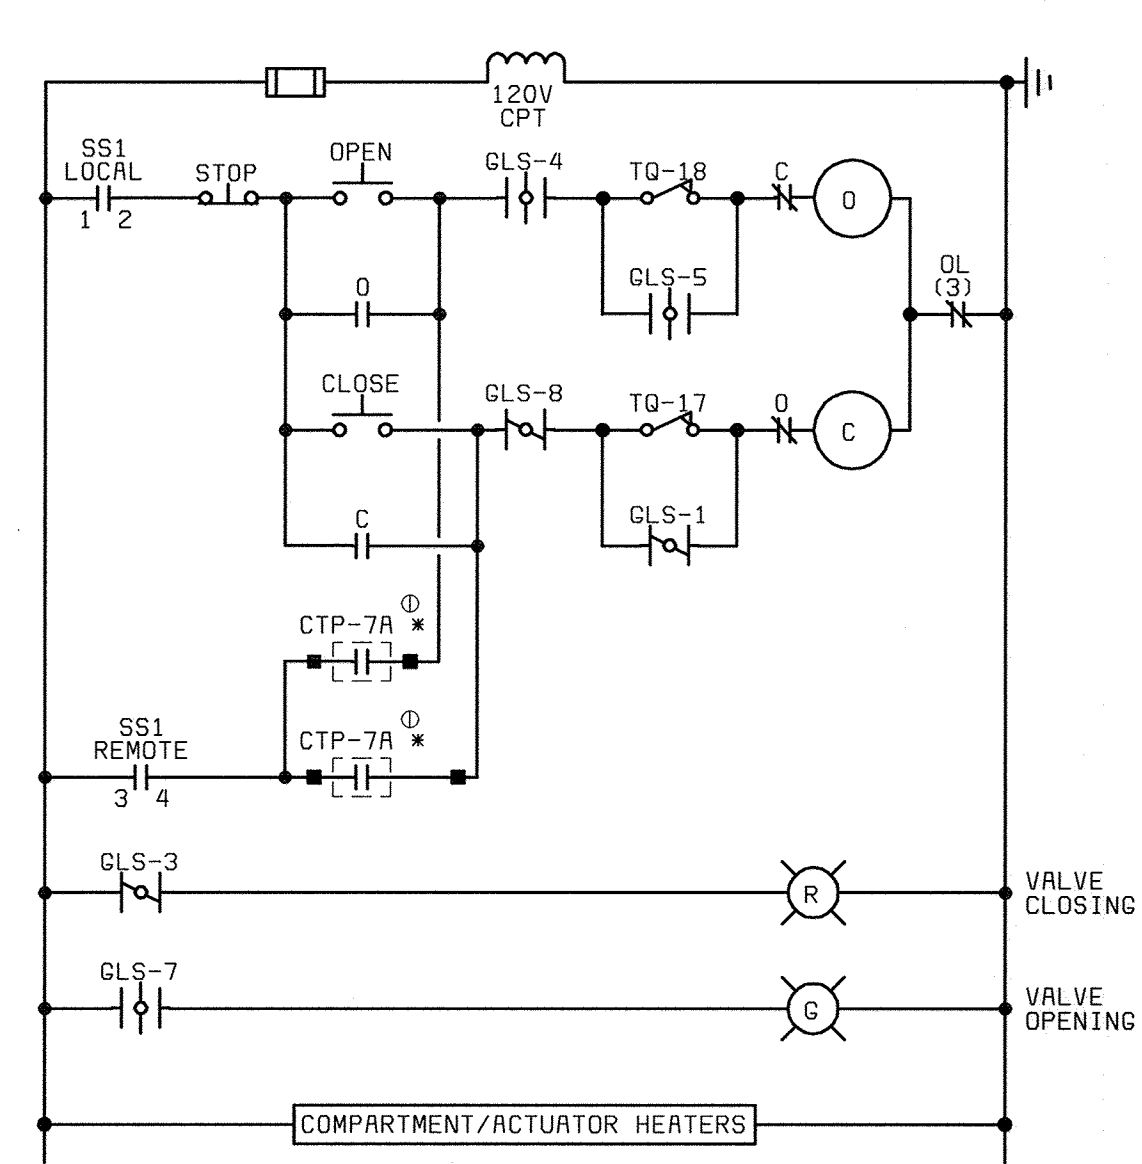 120V
CPT
SS1
LOCAL
1 2
STOP
OPEN
GLS-4
TQ-18
C
O
GLS-5
O
OL
(3)
CLOSE
GLS-8
TQ-17
O
C
GLS-1
C
CTP-7A
*
SS1
REMOTE
3 4
CTP-7A
*
GLS-3
R
VALVE
CLOSING
GLS-7
G
VALVE
OPENING
COMPARTMENT/ACTUATOR HEATERS